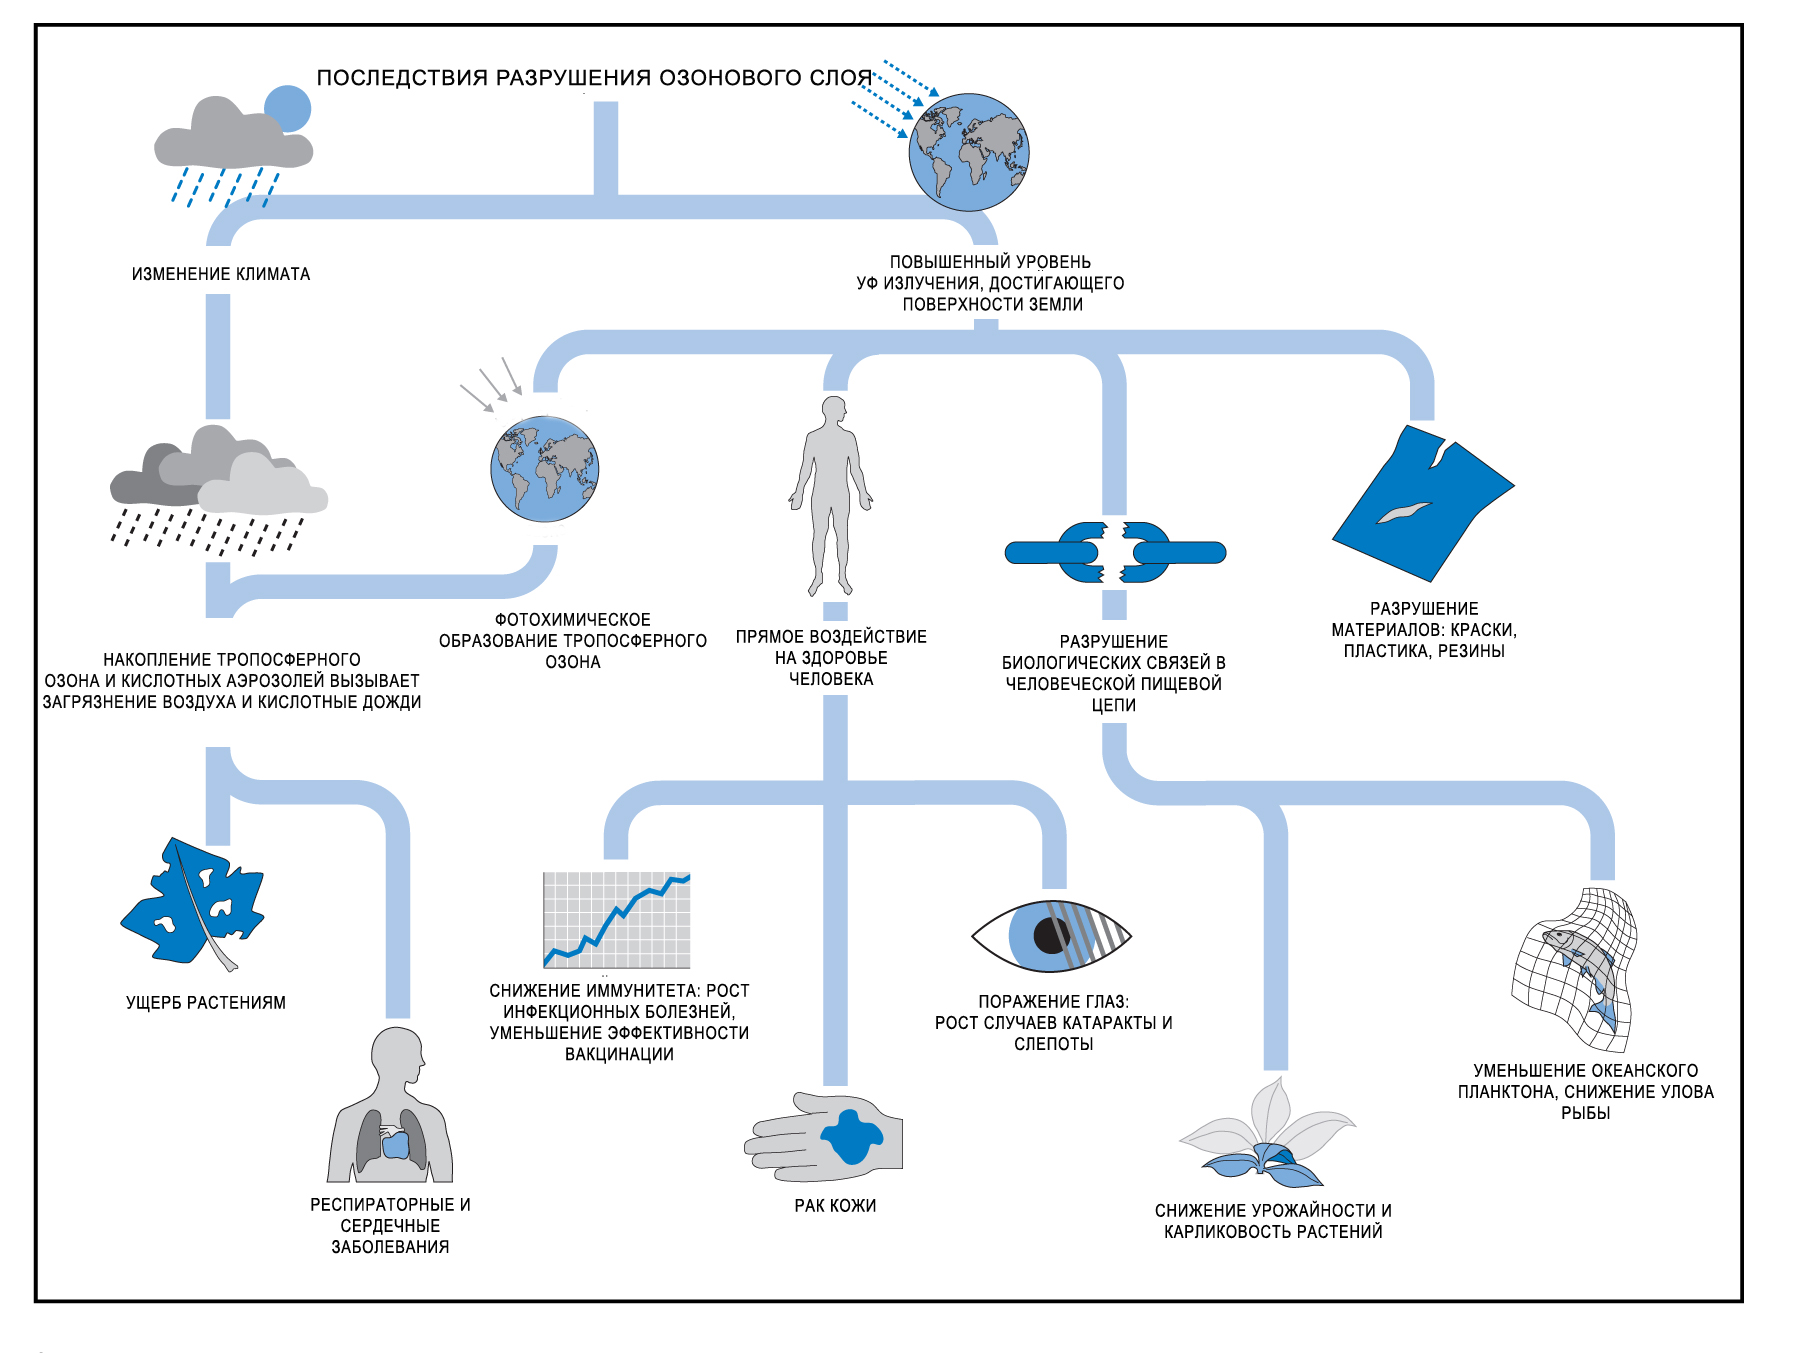 ПОСЛЕДСТВИЯ РАЗРУШЕНИЯ ОЗОНОВОГО СЛОЯ
ИЗМЕНЕНИЕ КЛИМАТА
ПОВЫШЕННЫЙ УРОВЕНЬ
УФ ИЗЛУЧЕНИЯ, ДОСТИГАЮЩЕГО
ПОВЕРХНОСТИ ЗЕМЛИ
НАКОПЛЕНИЕ ТРОПОСФЕРНОГО
ОЗОНА И КИСЛОТНЫХ АЭРОЗОЛЕЙ ВЫЗЫВАЕТ
ЗАГРЯЗНЕНИЕ ВОЗДУХА И КИСЛОТНЫЕ ДОЖДИ
ФОТОХИМИЧЕСКОЕ
ОБРАЗОВАНИЕ ТРОПОСФЕРНОГО
ОЗОНА
ПРЯМОЕ ВОЗДЕЙСТВИЕ
НА ЗДОРОВЬЕ
ЧЕЛОВЕКА
РАЗРУШЕНИЕ
БИОЛОГИЧЕСКИХ СВЯЗЕЙ В
ЧЕЛОВЕЧЕСКОЙ ПИЩЕВОЙ
ЦЕПИ
РАЗРУШЕНИЕ
МАТЕРИАЛОВ: КРАСКИ,
ПЛАСТИКА, РЕЗИНЫ
УЩЕРБ РАСТЕНИЯМ
РЕСПИРАТОРНЫЕ И
СЕРДЕЧНЫЕ
ЗАБОЛЕВАНИЯ
СНИЖЕНИЕ ИММУНИТЕТА: РОСТ
ИНФЕКЦИОННЫХ БОЛЕЗНЕЙ,
УМЕНЬШЕНИЕ ЭФФЕКТИВНОСТИ
ВАКЦИНАЦИИ
РАК КОЖИ
ПОРАЖЕНИЕ ГЛАЗ:
РОСТ СЛУЧАЕВ КАТАРАКТЫ И
СЛЕПОТЫ
СНИЖЕНИЕ УРОЖАЙНОСТИ И
КАРЛИКОВОСТЬ РАСТЕНИЙ
УМЕНЬШЕНИЕ ОКЕАНСКОГО
ПЛАНКТОНА, СНИЖЕНИЕ УЛОВА
РЫБЫ